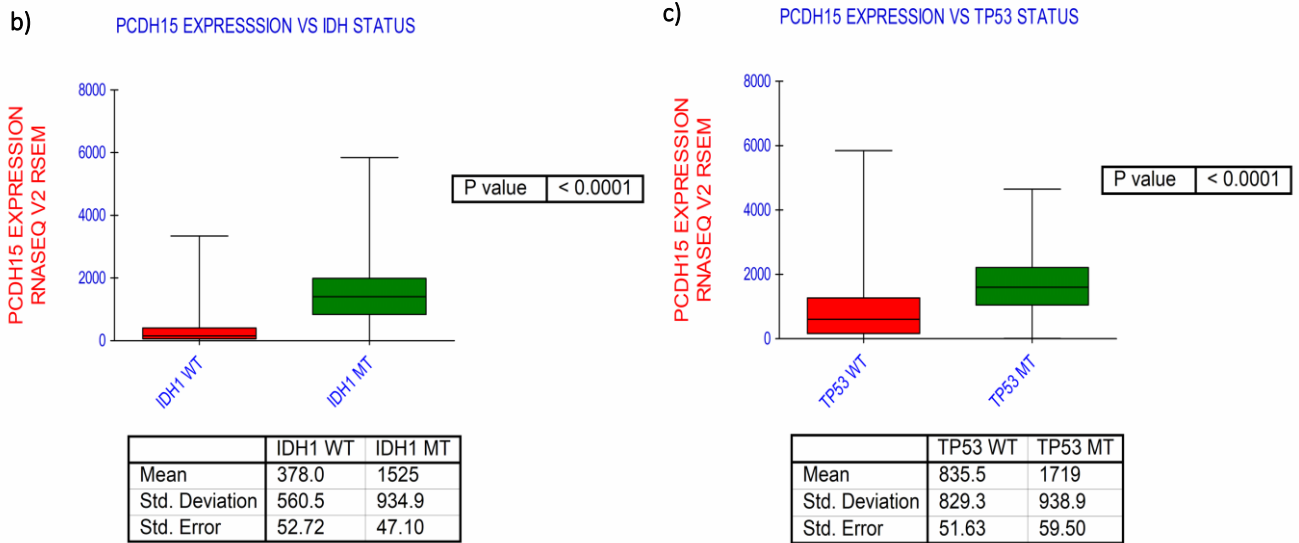 b)
PCDH15 EXPRESSSION VS IDH STATUS
PCDH15 EXPRESSION
RNASEQ V2 RSEM
8000
6000
4000
2000
0
IDH1 WT
IDH1 MT
P value < 0.0001
IDH1 WT IDH1 MT
Mean 378.0 1525
Std. Deviation 560.5 934.9
Std. Error 52.72 47.10
c)
PCDH15 EXPRESSION VS TP53 STATUS
PCDH15 EXPRESSION
RNASEQ V2 RSEM
8000
6000
4000
2000
0
TP53 WT
TP53 MT
P value < 0.0001
TP53 WT TP53 MT
Mean 835.5 1719
Std. Deviation 829.3 938.9
Std. Error 51.63 59.50